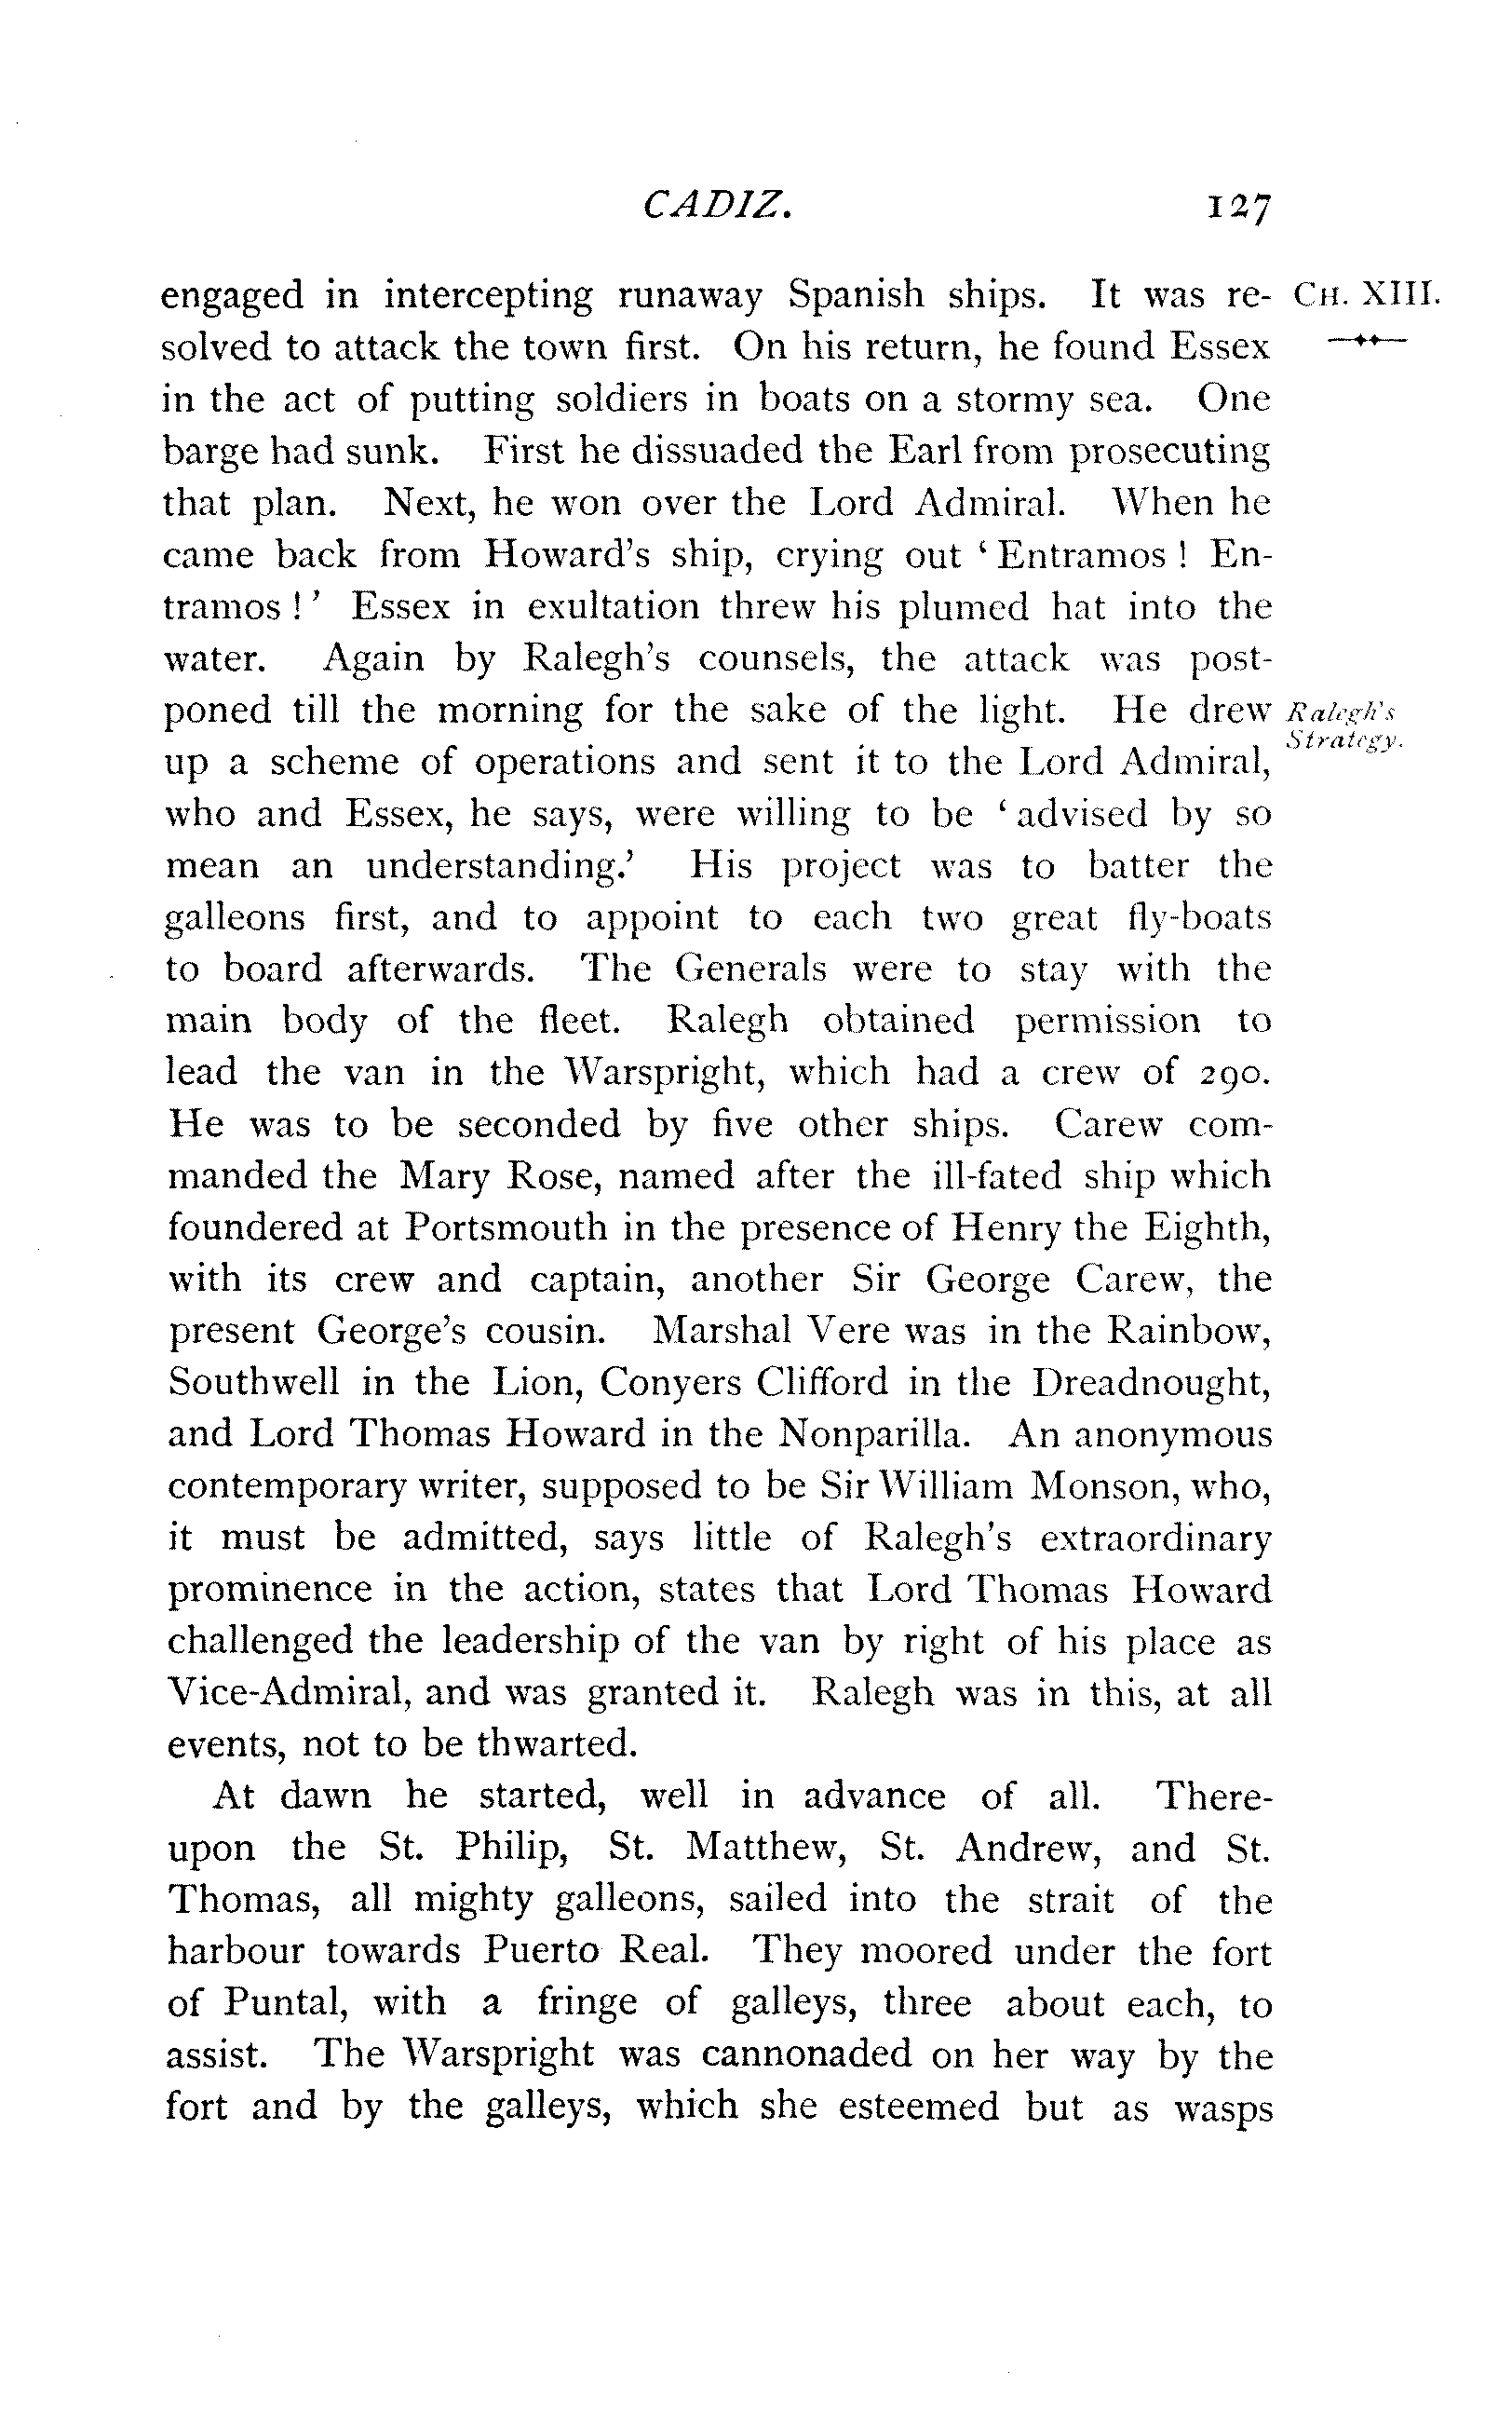 CADIZ. 127
engaged in intercepting runaway Spanish ships. It was re- CH. XIII.
solved to attack the town first. On his return, he found Essex
in the act of putting soldiers in boats on a stormy sea. One
barge had sunk. First he dissuaded the Earl from prosecuting
that plan. Next, he won over the Lord Admiral. When he
came back from Howard's ship, crying out ‘Entramos! En-
tramos!’ Essex in exultation threw his plumed hat into the
water. Again by Ralegh's counsels, the attack was post-
poned till the morning for the sake of the light. He drew Ralegh's
Strategy.
up a scheme of operations and sent it to the Lord Admiral,
who and Essex, he says, were willing to be ‘advised by so
mean an understanding.’ His project was to batter the
galleons first, and to appoint to each two great fly-boats
to board afterwards. The Generals were to stay with the
main body of the fleet. Ralegh obtained permission to
lead the van in the Warspright, which had a crew of 290.
He was to be seconded by five other ships. Carew com-
manded the Mary Rose, named after the ill-fated ship which
foundered at Portsmouth in the presence of Henry the Eighth,
with its crew and captain, another Sir George Carew, the
present George's cousin. Marshal Vere was in the Rainbow,
Southwell in the Lion, Conyers Clifford in the Dreadnought,
and Lord Thomas Howard in the Nonparilla. An anonymous
contemporary writer, supposed to be Sir William Monson, who,
it must be admitted, says little of Ralegh's extraordinary
prominence in the action, states that Lord Thomas Howard
challenged the leadership of the van by right of his place as
Vice-Admiral, and was granted it. Ralegh was in this, at all
events, not to be thwarted.
At dawn he started, well in advance of all. There-
upon the St. Philip, St. Matthew, St. Andrew, and St.
Thomas, all mighty galleons, sailed into the strait of the
harbour towards Puerto Real. They moored under the fort
of Puntal, with a fringe of galleys, three about each, to
assist. The Warspright was cannonaded on her way by the
fort and by the galleys, which she esteemed but as wasps